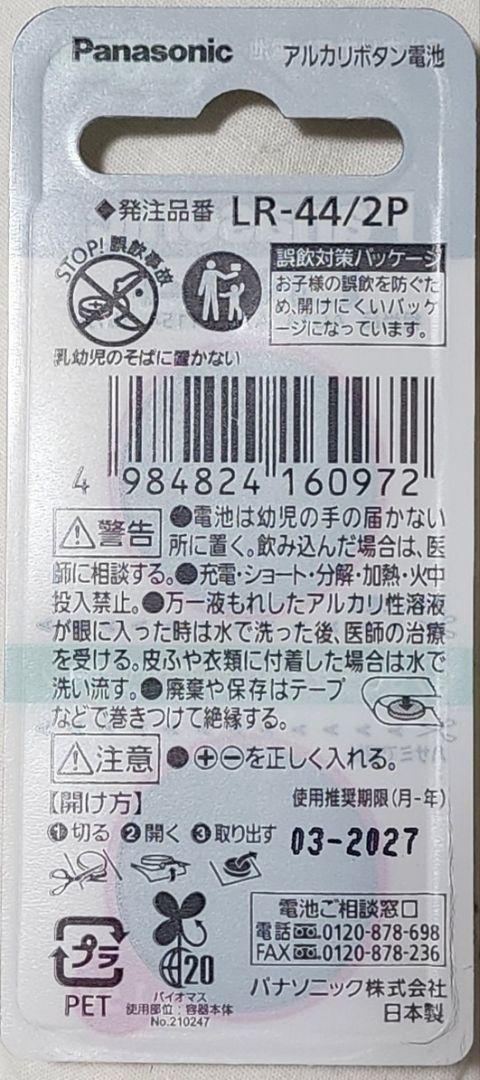 Panasonic アルカリボタン電池
◆発注品番 LR-44/2P
STOP! 誤飲事故
誤飲対策パッケージ
お子様の誤飲を防ぐた
め、開けにくいパッケ
ージになっています。
乳幼児のそばに置かない
4 984824 160972
警告 ●電池は幼児の手の届かない
所に置く。飲み込んだ場合は、医
師に相談する。●充電・ショート・分解・加熱・火中
投入禁止。●万一液もれしたアルカリ性溶液
が眼に入った時は水で洗った後、医師の治療
を受ける。皮ふや衣類に付着した場合は水で
洗い流す。●廃棄や保存はテープ
などで巻きつけて絶縁する。
注意 ●⊕⊖を正しく入れる。
【開け方】 使用推奨期限(月-年)
❶切る ❷開く ❸取り出す 03-2027
プラ
PET
20
バイオマス
使用部位：容器本体
No.210247
電池ご相談窓口
電話 0120-878-698
FAX 0120-878-236
パナソニック株式会社
日本製